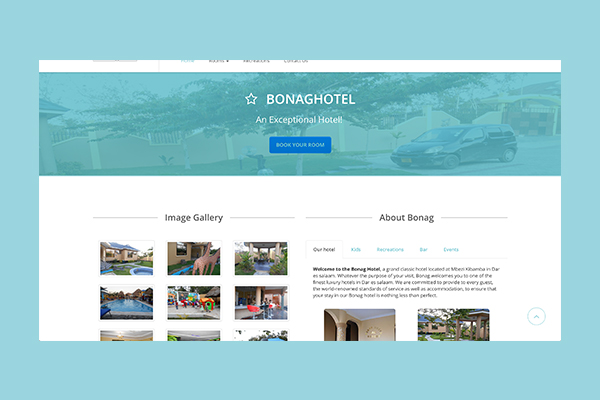 Home Rooms Recreations Contact Us
BONAGHOTEL
An Exceptional Hotel!
BOOK YOUR ROOM
Image Gallery
About Bonag
Our hotel Kids Recreations Bar Events
Welcome to the Bonag Hotel, a grand classic hotel located at Mbezi Kibamba in Dar
es salaam. Whatever the purpose of your visit, Bonag welcomes you to one of the
finest luxury hotels in Dar es salaam. We are committed to provide to every guest,
the world-renowned standards of service as well as accommodation, to ensure that
your stay in our Bonag hotel is nothing less than perfect.